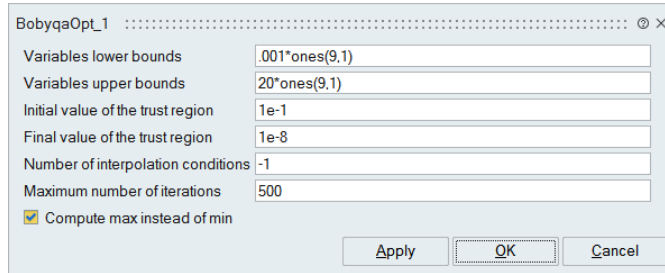 BobyqaOpt_1
Variables lower bounds .001*ones(9,1)
Variables upper bounds 20*ones(9,1)
Initial value of the trust region 1e-1
Final value of the trust region 1e-8
Number of interpolation conditions -1
Maximum number of iterations 500
Compute max instead of min
Apply OK Cancel